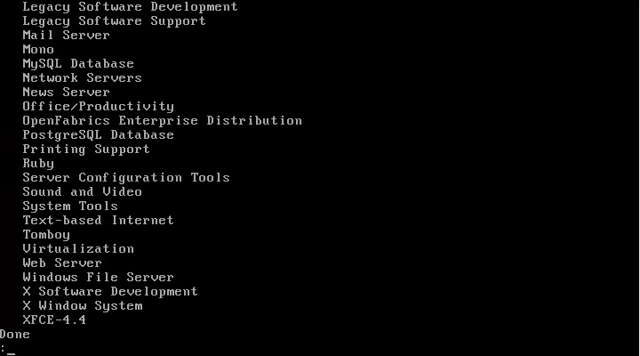 Legacy Software Development
Legacy Software Support
Mail Server
Mono
MySQL Database
Network Servers
News Server
Office/Productivity
OpenFabrics Enterprise Distribution
PostgreSQL Database
Printing Support
Ruby
Server Configuration Tools
Sound and Video
System Tools
Text-based Internet
Tomboy
Virtualization
Web Server
Windows File Server
X Software Development
X Window System
XFCE-4.4
Done
:_